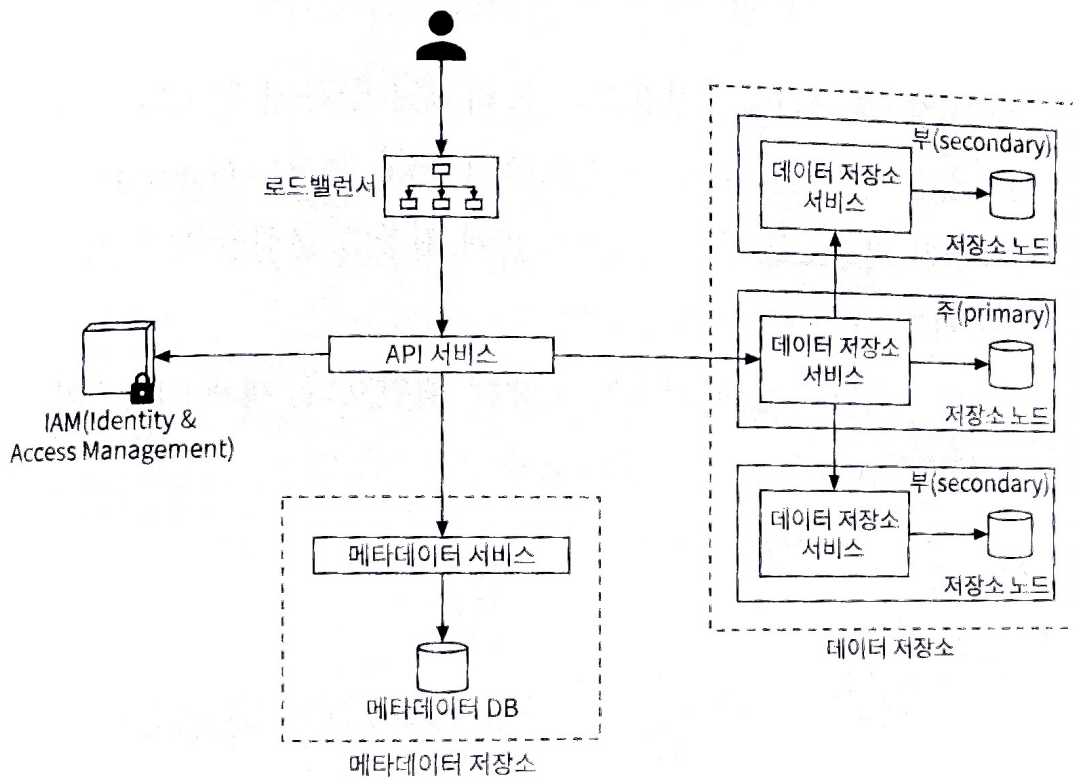 로드밸런서
API 서비스
IAM(Identity &
Access Management)
메타데이터 서비스
메타데이터 DB
메타데이터 저장소
부(secondary)
데이터 저장소
서비스
저장소 노드
주(primary)
데이터 저장소
서비스
저장소 노드
부(secondary)
데이터 저장소
서비스
저장소 노드
데이터 저장소